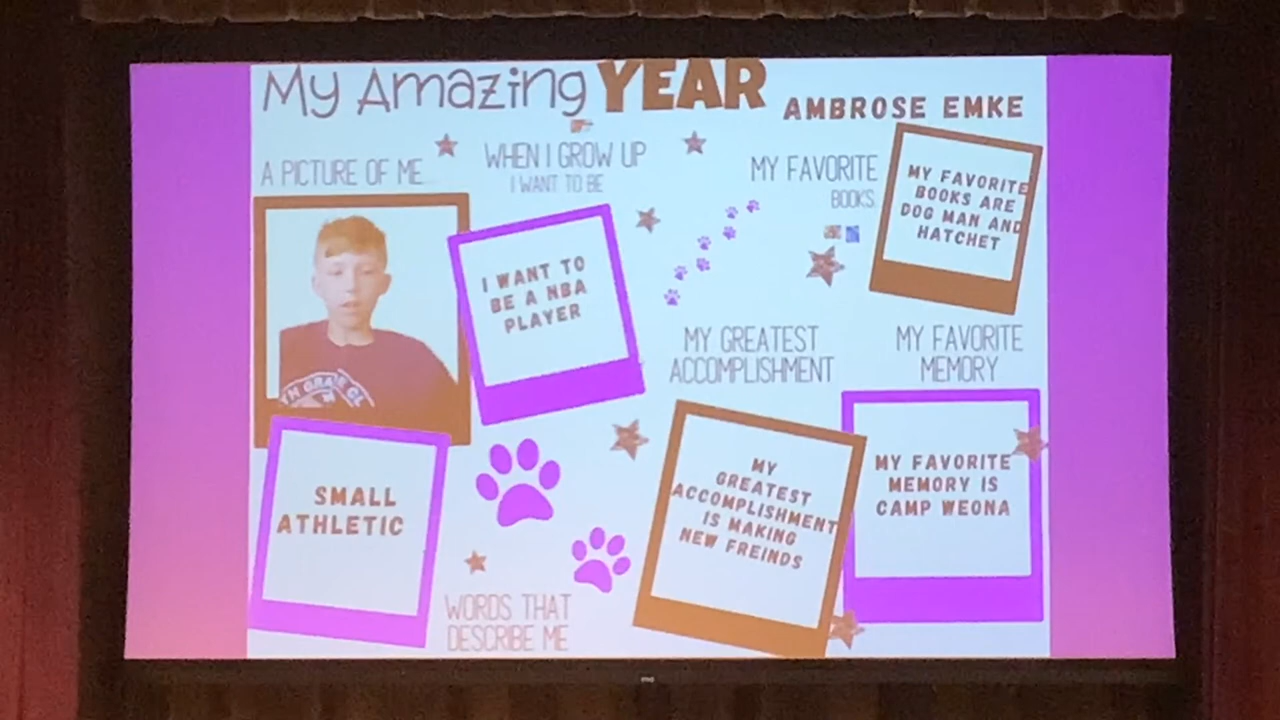 My Amazing YEAR
AMBROSE EMKE
A PICTURE OF ME
WHEN I GROW UP
I WANT TO BE
MY FAVORITE
BOOKS
MY FAVORITE
BOOKS ARE
DOG MAN AND
HATCHET
I WANT TO
BE A NBA
PLAYER
MY GREATEST
ACCOMPLISHMENT
MY FAVORITE
MEMORY
SMALL
ATHLETIC
MY
GREATEST
ACCOMPLISHMENT
IS MAKING
NEW FREINDS
MY FAVORITE
MEMORY IS
CAMP WEONA
WORDS THAT
DESCRIBE ME